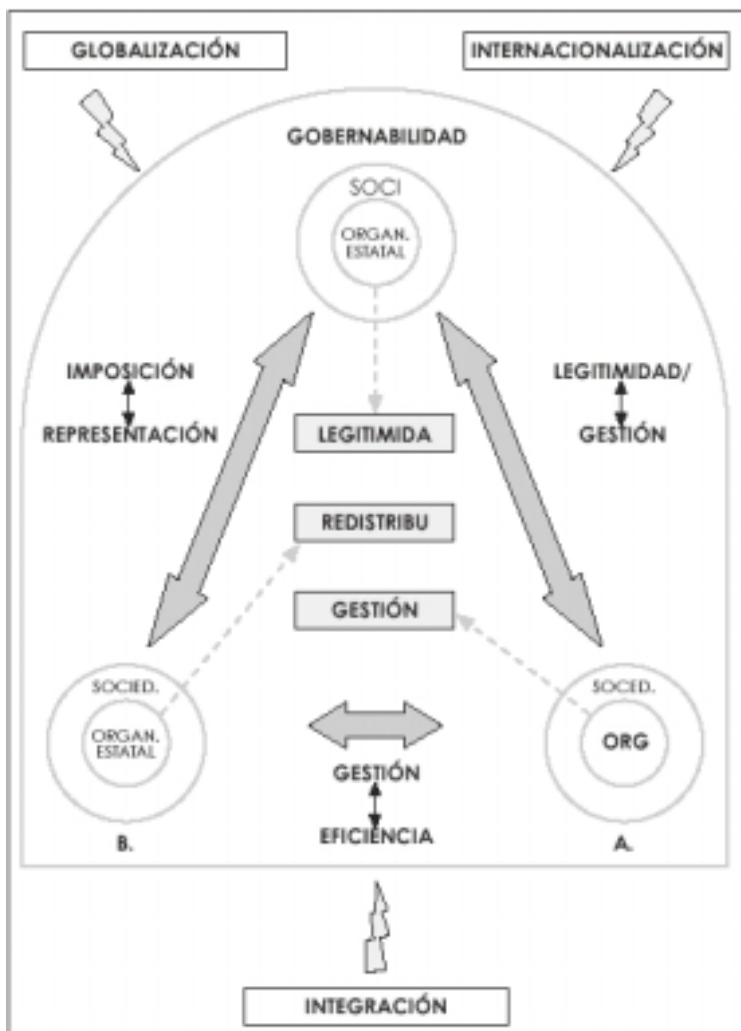 GLOBALIZACIÓN
INTERNACIONALIZACIÓN
GOBERNABILIDAD
SOCI
ORGAN.
ESTATAL
IMPOSICIÓN
REPRESENTACIÓN
LEGITIMIDAD/
GESTIÓN
LEGITIMIDA
REDISTRIBU
GESTIÓN
SOCIED.
ORGAN.
ESTATAL
B.
GESTIÓN
EFICIENCIA
SOCED.
ORG
A.
INTEGRACIÓN